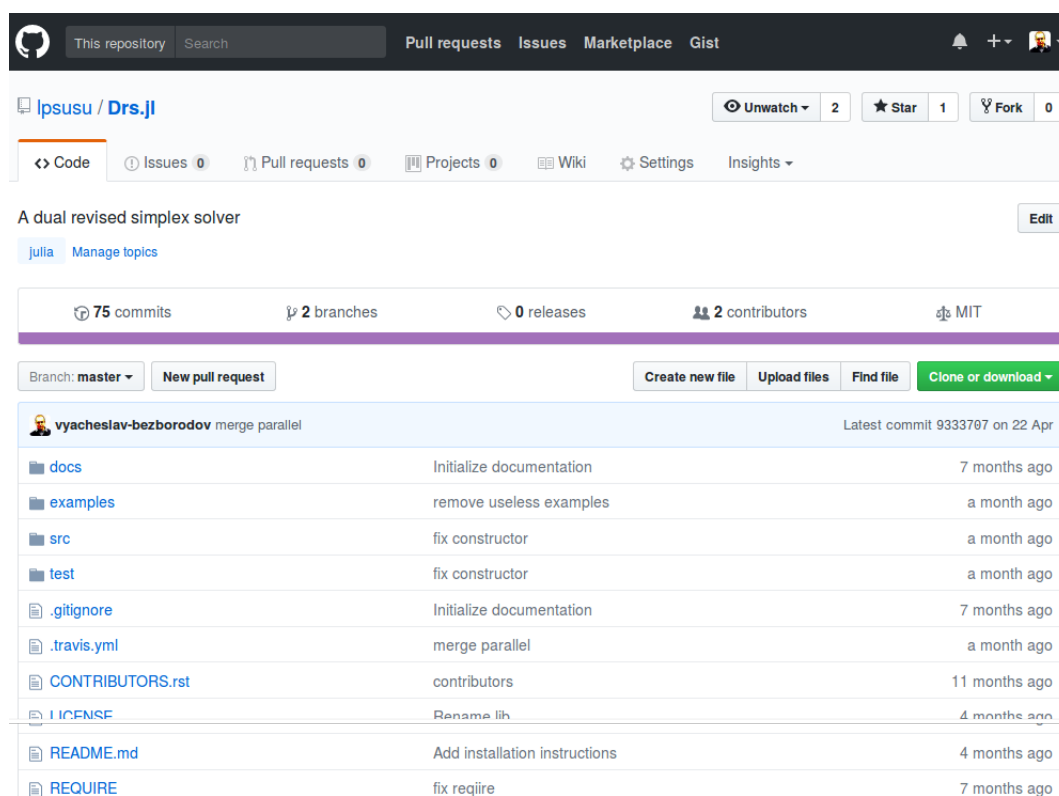 This repository Search Pull requests Issues Marketplace Gist
lpsusu / Drs.jl Unwatch 2 Star 1 Fork 0
Code Issues 0 Pull requests 0 Projects 0 Wiki Settings Insights
A dual revised simplex solver Edit
julia Manage topics
75 commits 2 branches 0 releases 2 contributors MIT
Branch: master New pull request Create new file Upload files Find file Clone or download
vyacheslav-bezborodov merge parallel Latest commit 9333707 on 22 Apr
docs Initialize documentation 7 months ago
examples remove useless examples a month ago
src fix constructor a month ago
test fix constructor a month ago
.gitignore Initialize documentation 7 months ago
.travis.yml merge parallel a month ago
CONTRIBUTORS.rst contributors 11 months ago
LICENSE Rename lib 4 months ago
README.md Add installation instructions 4 months ago
REQUIRE fix reqiire 7 months ago